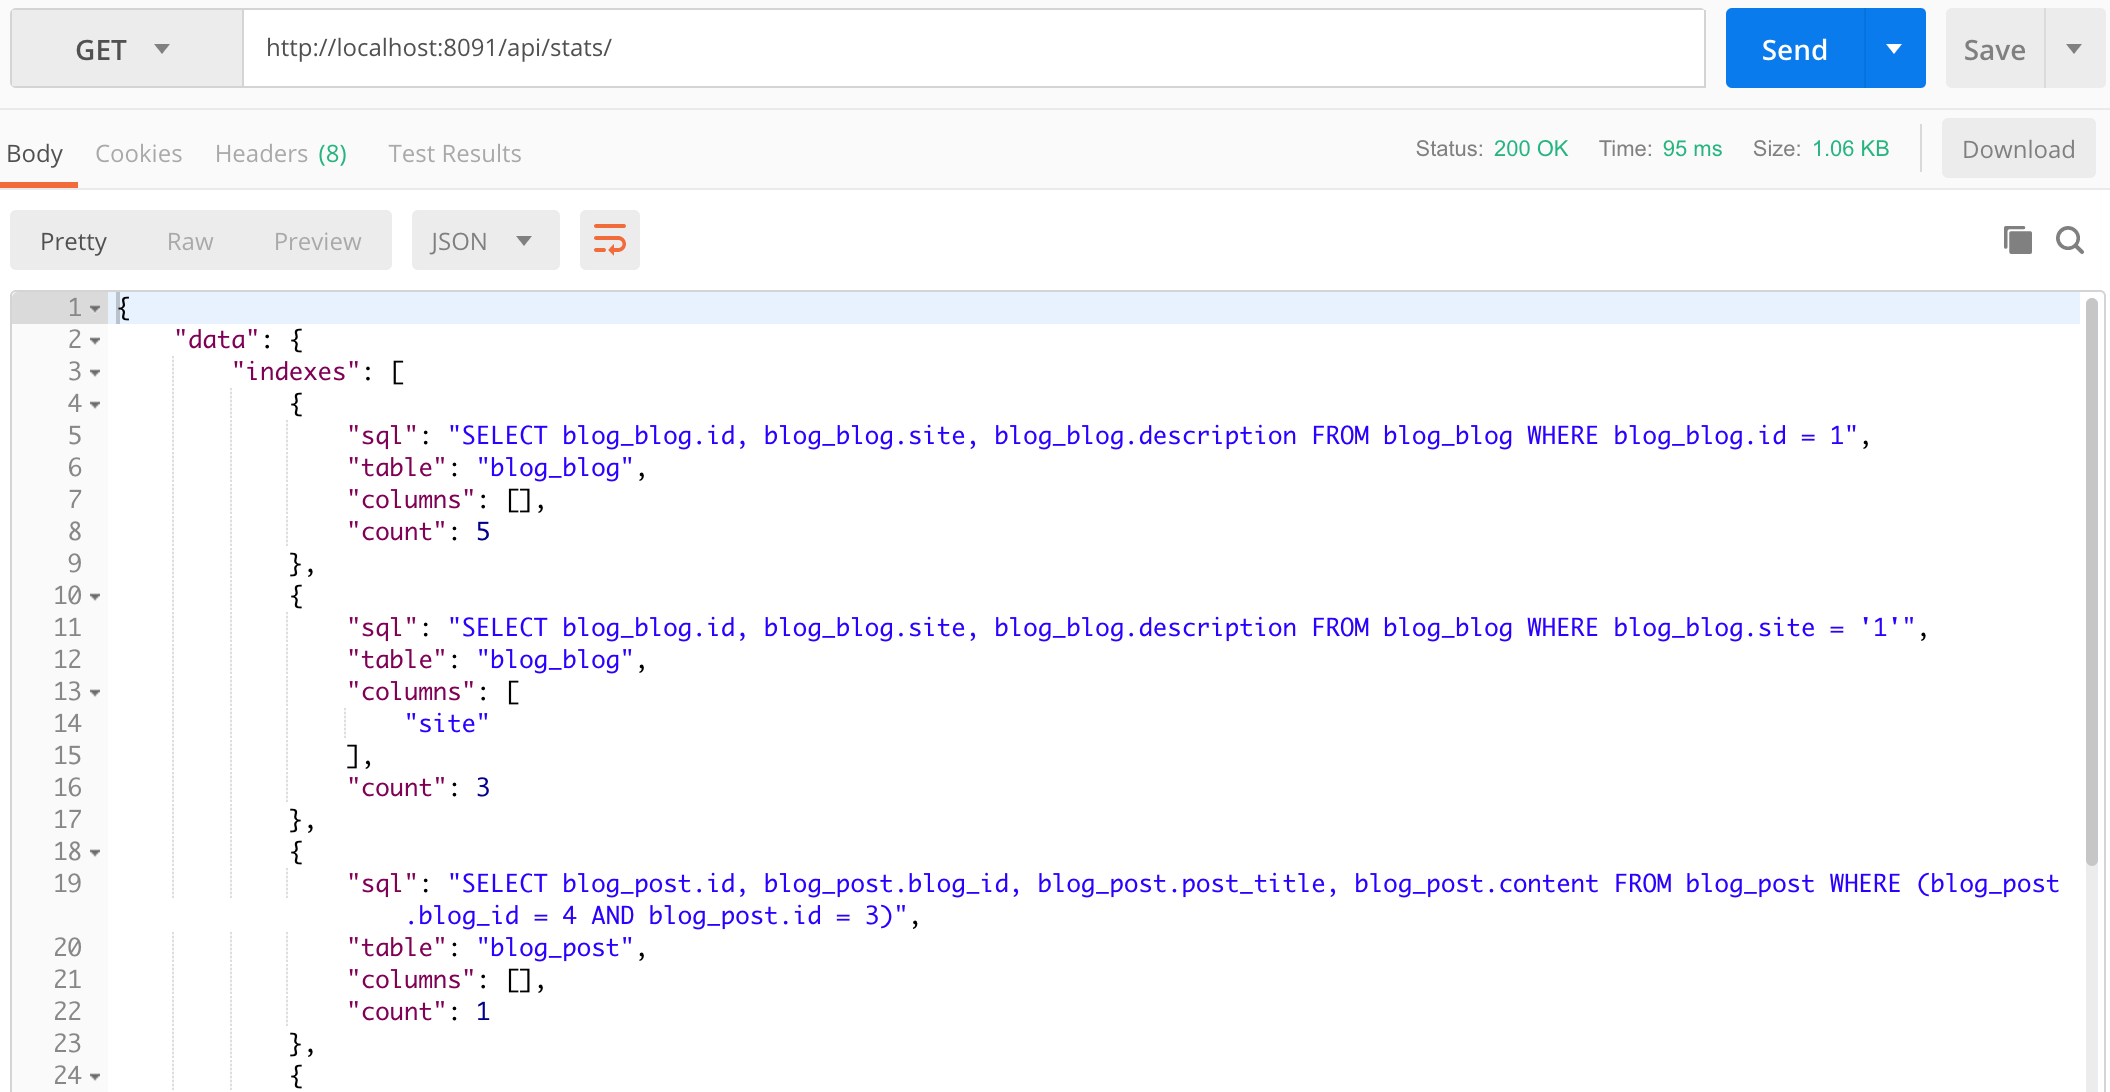 GET http://localhost:8091/api/stats/ Send Save
Body Cookies Headers (8) Test Results Status: 200 OK Time: 95 ms Size: 1.06 KB Download
Pretty Raw Preview JSON
1 {
2 "data": {
3 "indexes": [
4 {
5 "sql": "SELECT blog_blog.id, blog_blog.site, blog_blog.description FROM blog_blog WHERE blog_blog.id = 1",
6 "table": "blog_blog",
7 "columns": [],
8 "count": 5
9 },
10 {
11 "sql": "SELECT blog_blog.id, blog_blog.site, blog_blog.description FROM blog_blog WHERE blog_blog.site = '1'",
12 "table": "blog_blog",
13 "columns": [
14 "site"
15 ],
16 "count": 3
17 },
18 {
19 "sql": "SELECT blog_post.id, blog_post.blog_id, blog_post.post_title, blog_post.content FROM blog_post WHERE (blog_post
.blog_id = 4 AND blog_post.id = 3)",
20 "table": "blog_post",
21 "columns": [],
22 "count": 1
23 },
24 {